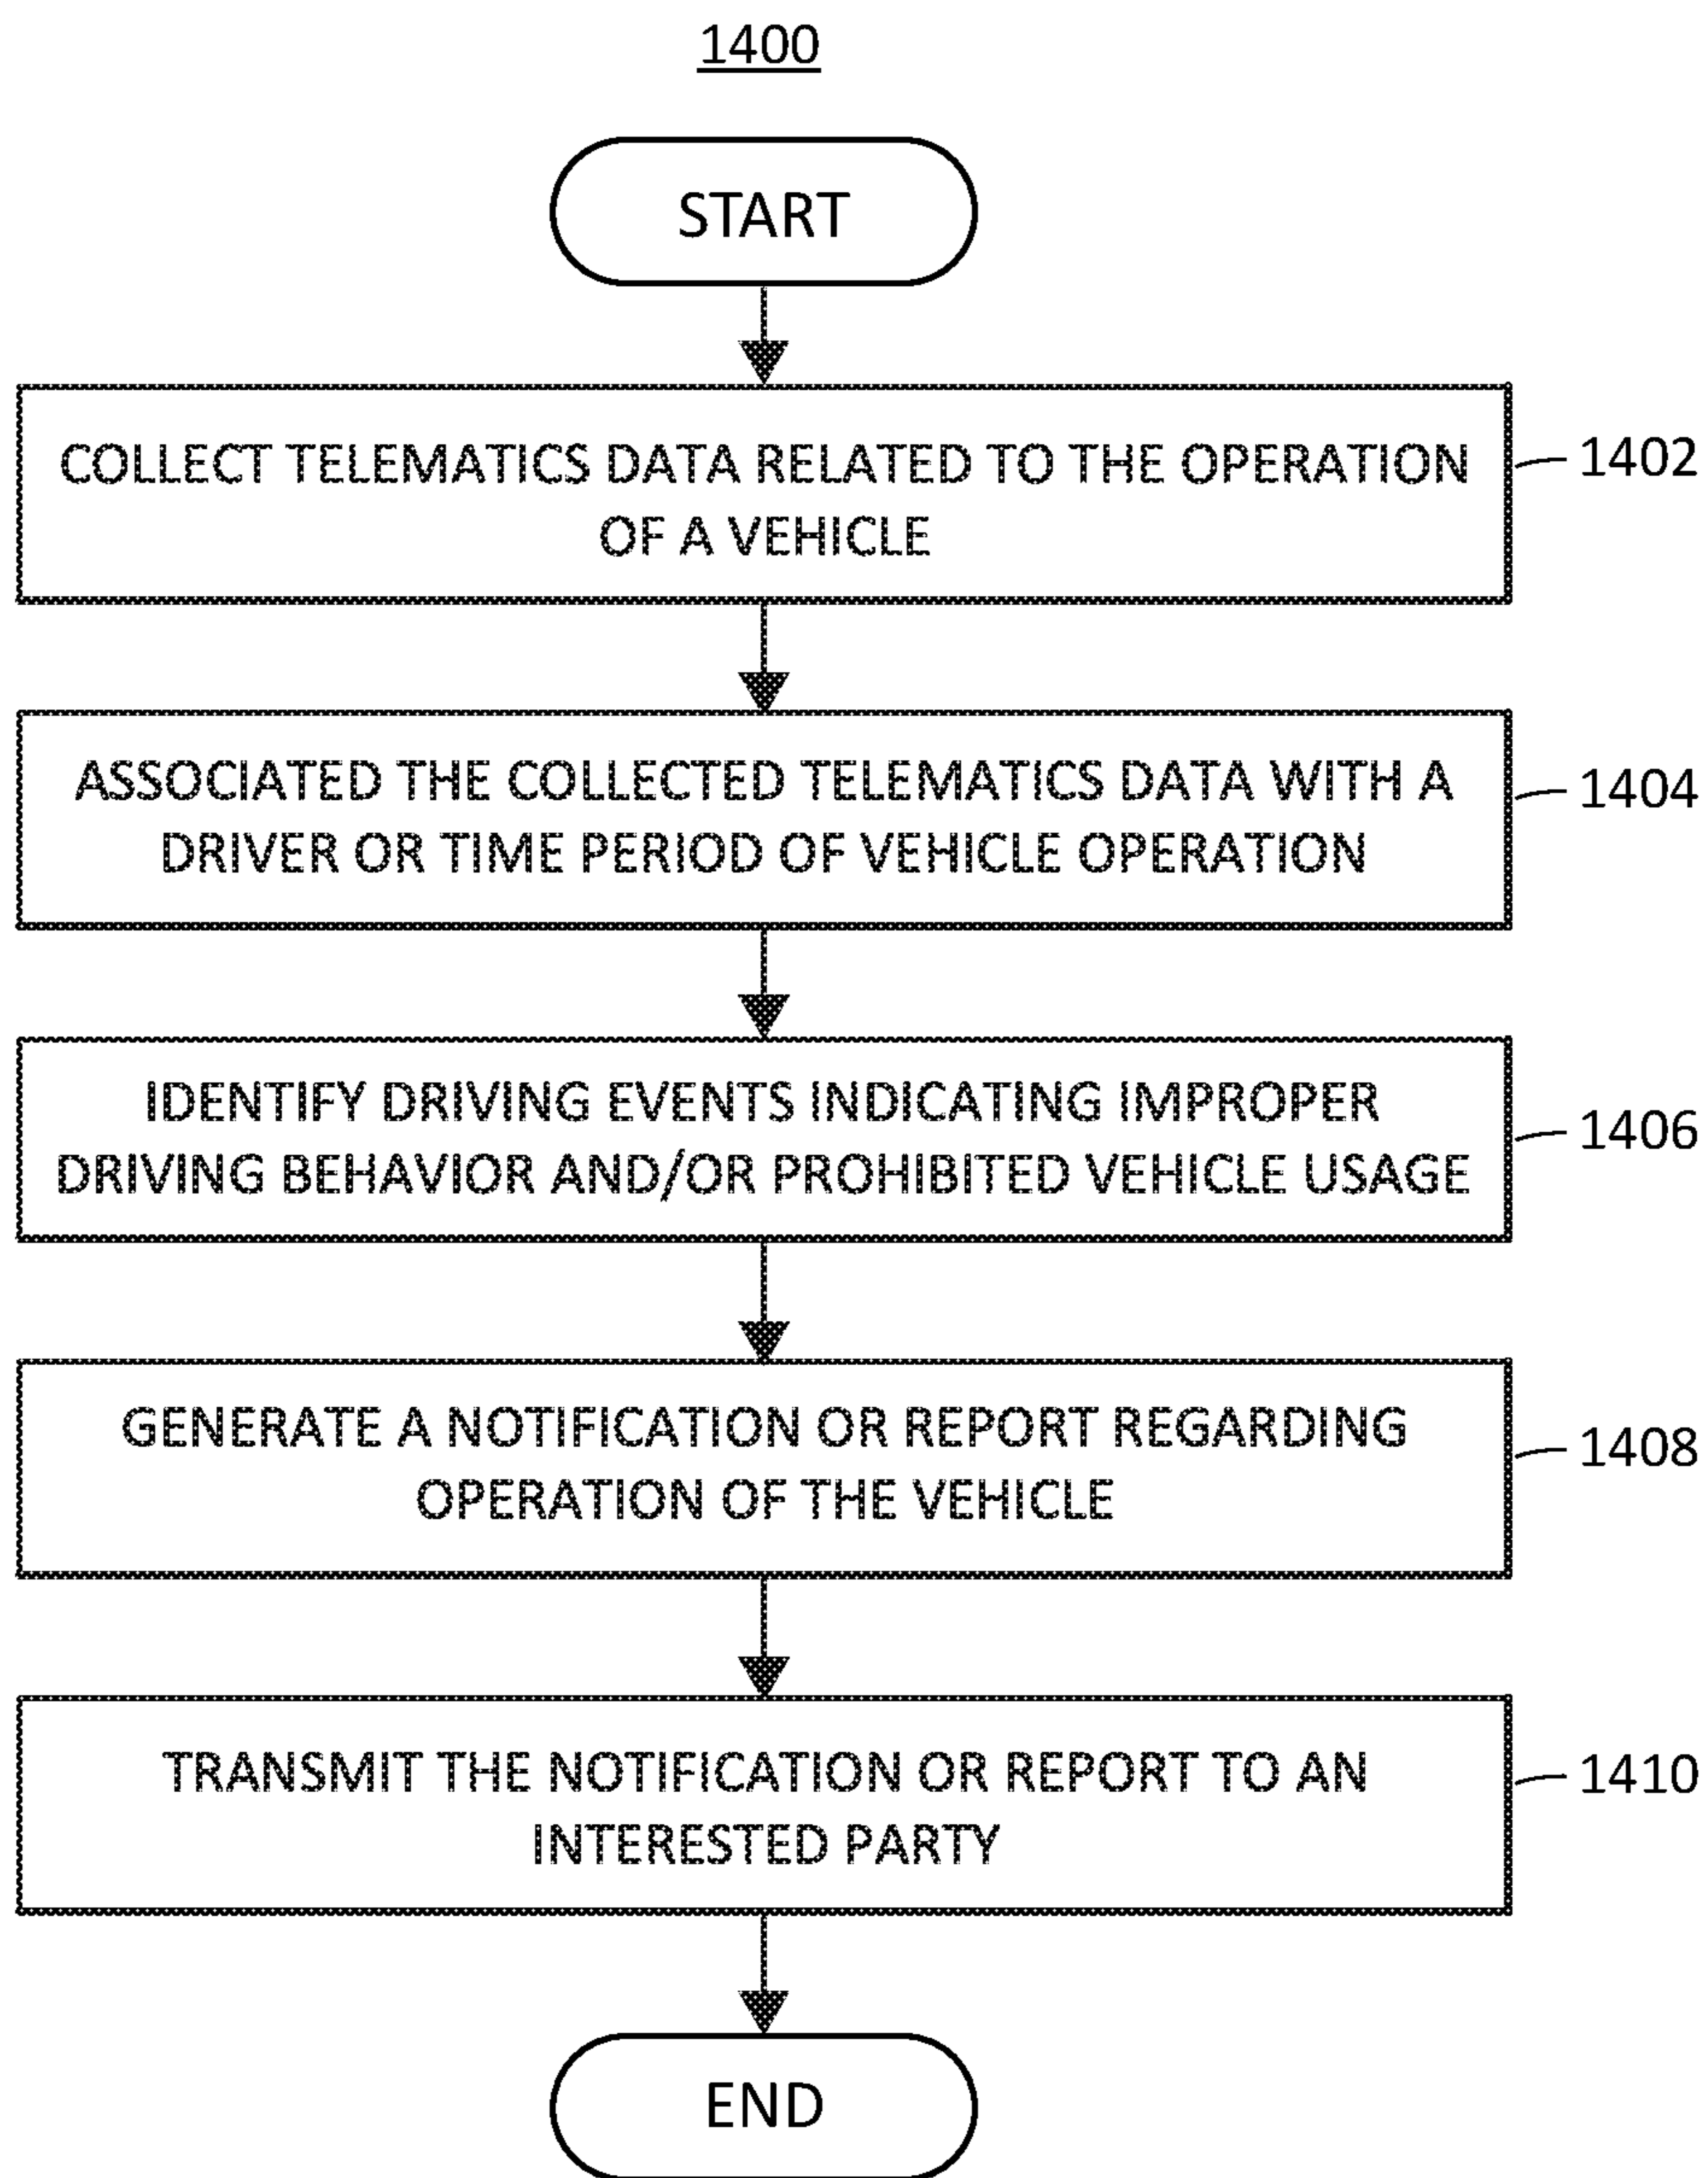 1400
START
COLLECT TELEMATICS DATA RELATED TO THE OPERATION
OF A VEHICLE
1402
ASSOCIATED THE COLLECTED TELEMATICS DATA WITH A
DRIVER OR TIME PERIOD OF VEHICLE OPERATION
1404
IDENTIFY DRIVING EVENTS INDICATING IMPROPER
DRIVING BEHAVIOR AND/OR PROHIBITED VEHICLE USAGE
1406
GENERATE A NOTIFICATION OR REPORT REGARDING
OPERATION OF THE VEHICLE
1408
TRANSMIT THE NOTIFICATION OR REPORT TO AN
INTERESTED PARTY
1410
END